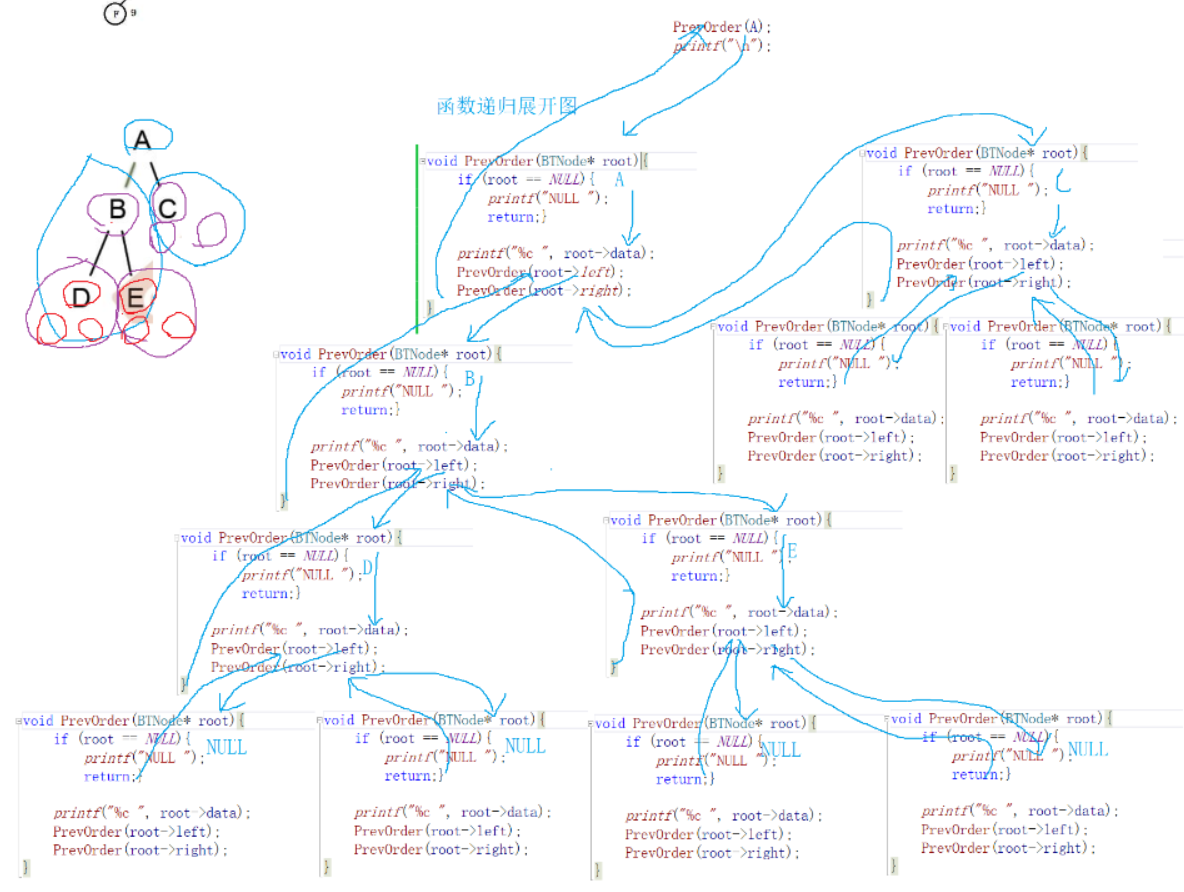 F 9
PrevOrder(A);
printf("\n");
函数递归展开图
A
B C
D E
void PrevOrder(BTNode* root){
if (root == NULL){ A
printf("NULL ");
return;}
printf("%c ", root->data);
PrevOrder(root->left);
PrevOrder(root->right);
}
void PrevOrder(BTNode* root){
if (root == NULL){ C
printf("NULL ");
return;}
printf("%c ", root->data);
PrevOrder(root->left);
PrevOrder(root->right);
}
void PrevOrder(BTNode* root){
if (root == NULL){
printf("NULL ");
return;}
printf("%c ", root->data);
PrevOrder(root->left);
PrevOrder(root->right);
}
void PrevOrder(BTNode* root){
if (root == NULL){
printf("NULL ");
return;}
printf("%c ", root->data);
PrevOrder(root->left);
PrevOrder(root->right);
}
void PrevOrder(BTNode* root){
if (root == NULL){ B
printf("NULL ");
return;}
printf("%c ", root->data);
PrevOrder(root->left);
PrevOrder(root->right);
}
void PrevOrder(BTNode* root){
if (root == NULL){
printf("NULL "); D
return;}
printf("%c ", root->data);
PrevOrder(root->left);
PrevOrder(root->right);
}
void PrevOrder(BTNode* root){
if (root == NULL){ E
printf("NULL ");
return;}
printf("%c ", root->data);
PrevOrder(root->left);
PrevOrder(root->right);
}
void PrevOrder(BTNode* root){
if (root == NULL){ NULL
printf("NULL ");
return;}
printf("%c ", root->data);
PrevOrder(root->left);
PrevOrder(root->right);
}
void PrevOrder(BTNode* root){
if (root == NULL){ NULL
printf("NULL ");
return;}
printf("%c ", root->data);
PrevOrder(root->left);
PrevOrder(root->right);
}
void PrevOrder(BTNode* root){
if (root == NULL){ NULL
printf("NULL ");
return;}
printf("%c ", root->data);
PrevOrder(root->left);
PrevOrder(root->right);
}
void PrevOrder(BTNode* root){
if (root == NULL){ NULL
printf("NULL ");
return;}
printf("%c ", root->data);
PrevOrder(root->left);
PrevOrder(root->right);
}